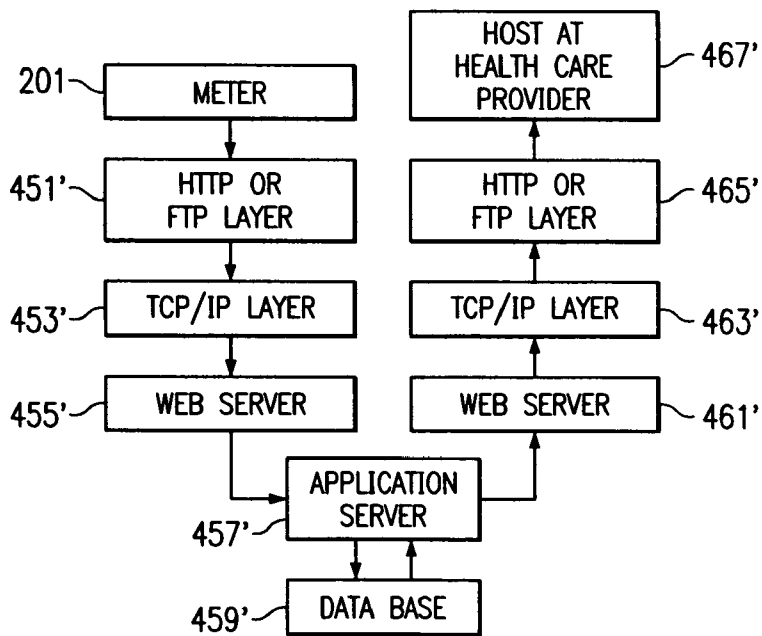 201
METER
451'
HTTP OR
FTP LAYER
453'
TCP/IP LAYER
455'
WEB SERVER
457'
APPLICATION
SERVER
459'
DATA BASE
HOST AT
HEALTH CARE
PROVIDER
467'
HTTP OR
FTP LAYER
465'
TCP/IP LAYER
463'
WEB SERVER
461'